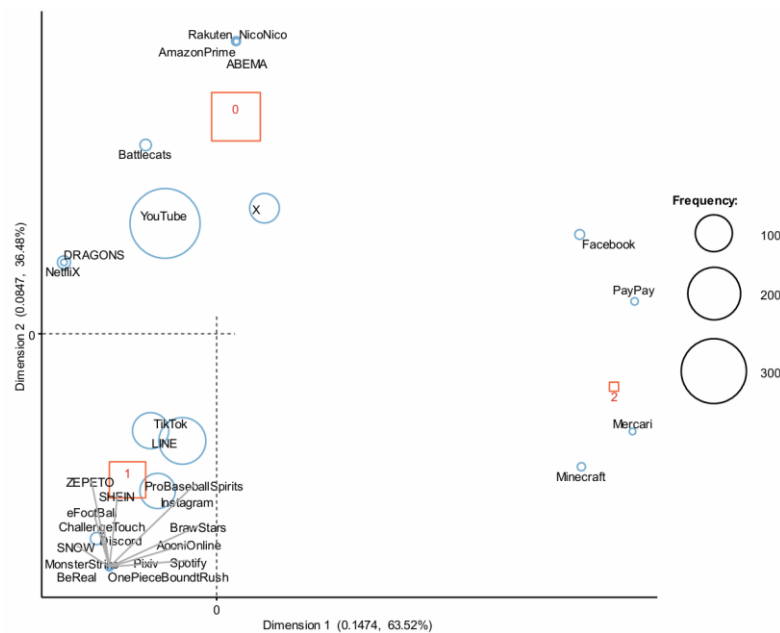 Rakuten NicoNico
AmazonPrime
ABEMA
0
Battlecats
YouTube
X
Frequency:
100
Facebook
DRAGONS
NetfliX
PayPay
200
Dimension 2 (0.0847, 36.48%)
0
300
2
TikTok
Mercari
LINE
1
Minecraft
ZEPETO
ProBaseballSpirits
SHEIN
Instagram
eFootBal
ChallengeTouch
BrawStars
Discord
SNOW
AooniOnline
MonsterStrike
Pixiv
Spotify
BeReal
OnePieceBoundtRush
0
Dimension 1 (0.1474, 63.52%)